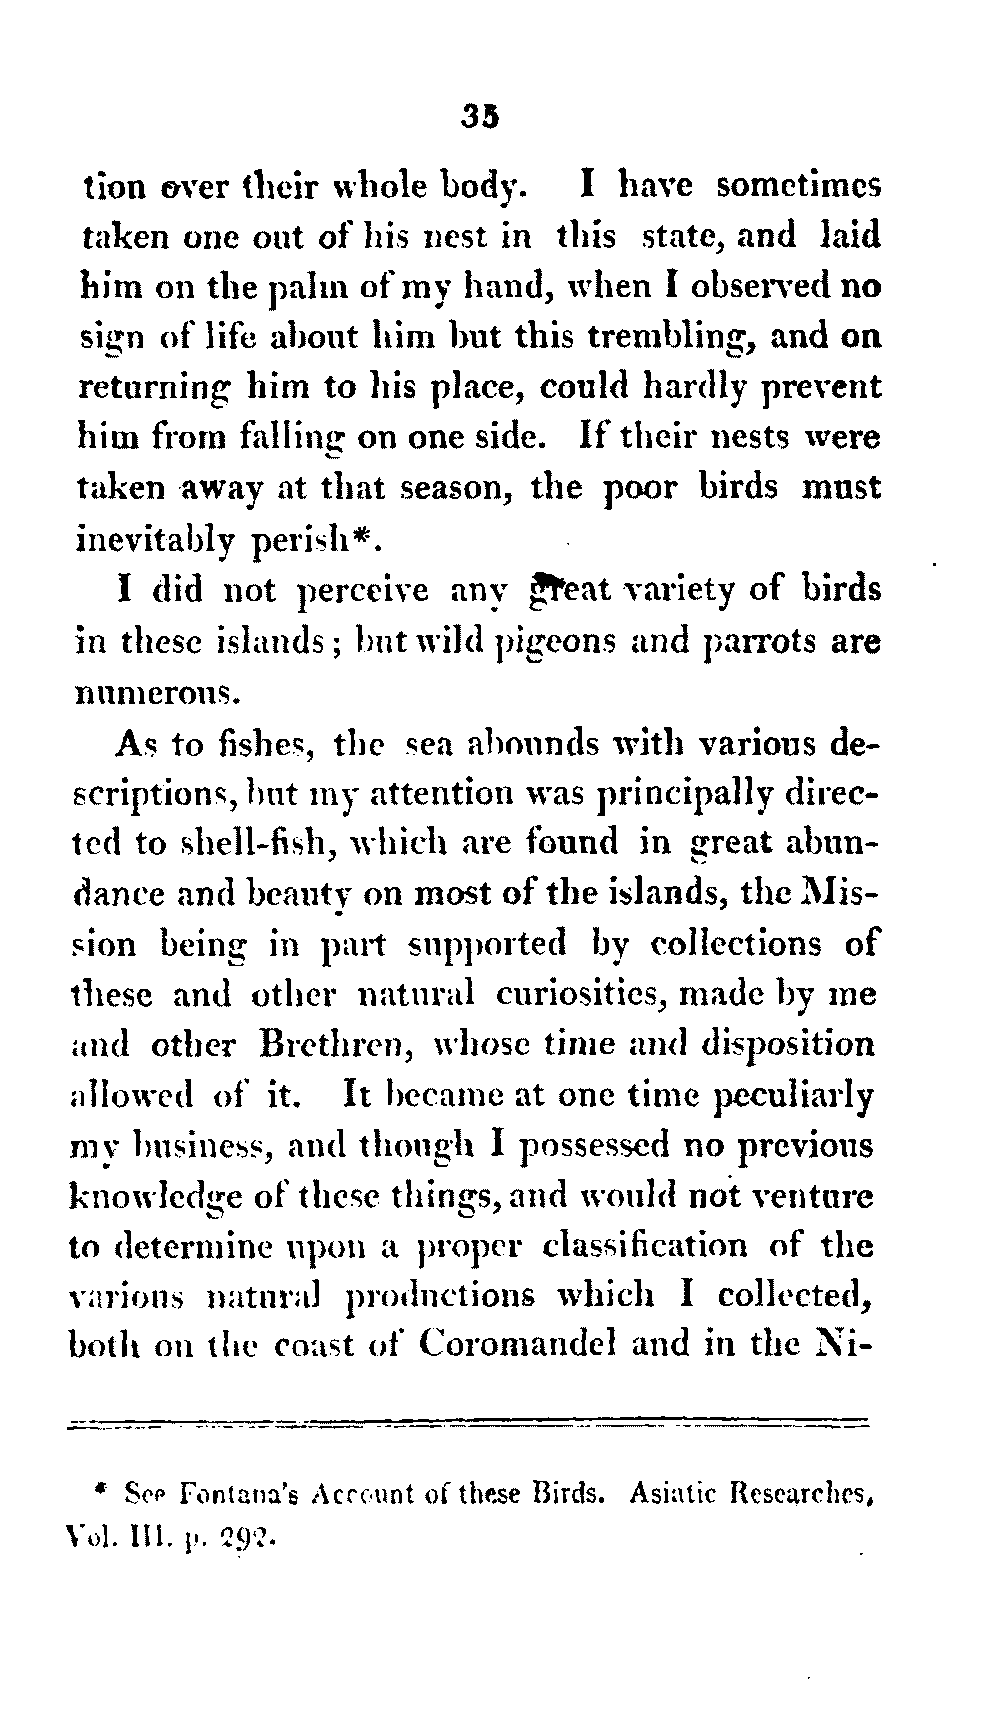 35
tion over their whole body. I have sometimes
taken one out of his nest in this state, and laid
him on the palm of my hand, when I observed no
sign of life about him but this trembling, and on
returning him to his place, could hardly prevent
him from falling on one side. If their nests were
taken away at that season, the poor birds must
inevitably perish*.
I did not perceive any great variety of birds
in these islands; but wild pigeons and parrots are
numerous.
As to fishes, the sea abounds with various de-
scriptions, but my attention was principally direc-
ted to shell-fish, which are found in great abun-
dance and beauty on most of the islands, the Mis-
sion being in part supported by collections of
these and other natural curiosities, made by me
and other Brethren, whose time and disposition
allowed of it. It became at one time peculiarly
my business, and though I possessed no previous
knowledge of these things, and would not venture
to determine upon a proper classification of the
various natural productions which I collected,
both on the coast of Coromandel and in the Ni-
* See Fontana's Account of these Birds. Asiatic Researches,
Vol. III. p. 292.